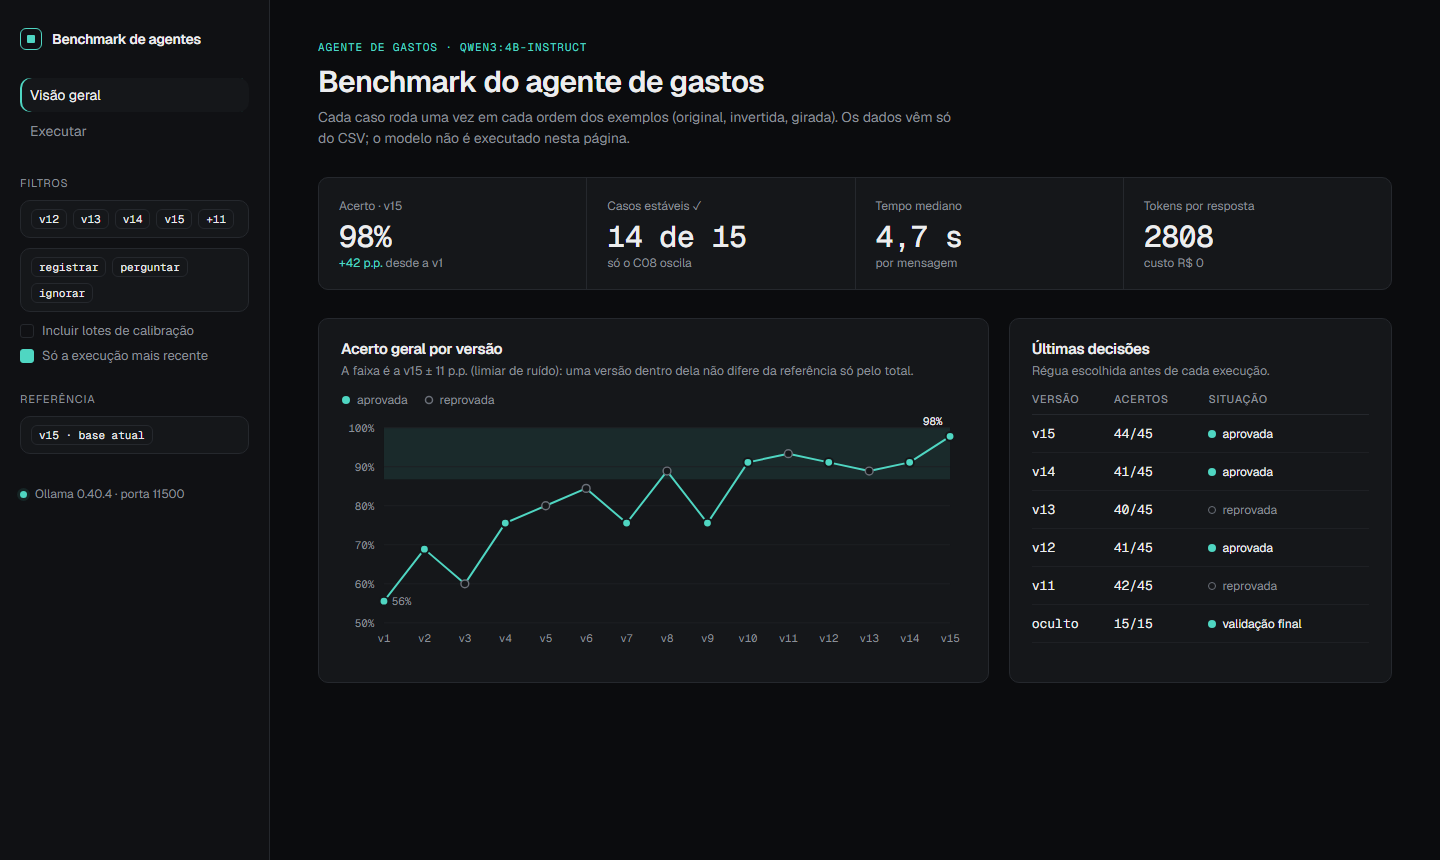 Benchmark de agentes
Visão geral
Executar
FILTROS
v12 v13 v14 v15 +11
registrar perguntar
ignorar
Incluir lotes de calibração
Só a execução mais recente
REFERÊNCIA
v15 · base atual
Ollama 0.40.4 · porta 11500
AGENTE DE GASTOS · QWEN3:4B-INSTRUCT
Benchmark do agente de gastos
Cada caso roda uma vez em cada ordem dos exemplos (original, invertida, girada). Os dados vêm só
do CSV; o modelo não é executado nesta página.
Acerto · v15
98%
+42 p.p. desde a v1
Casos estáveis ✓
14 de 15
só o C08 oscila
Tempo mediano
4,7 s
por mensagem
Tokens por resposta
2808
custo R$ 0
Acerto geral por versão
A faixa é a v15 ± 11 p.p. (limiar de ruído): uma versão dentro dela não difere da referência só pelo total.
aprovada reprovada
98%
100%
90%
80%
70%
60%
56%
50%
v1 v2 v3 v4 v5 v6 v7 v8 v9 v10 v11 v12 v13 v14 v15
Últimas decisões
Régua escolhida antes de cada execução.
VERSÃO ACERTOS SITUAÇÃO
v15 44/45 aprovada
v14 41/45 aprovada
v13 40/45 reprovada
v12 41/45 aprovada
v11 42/45 reprovada
oculto 15/15 validação final